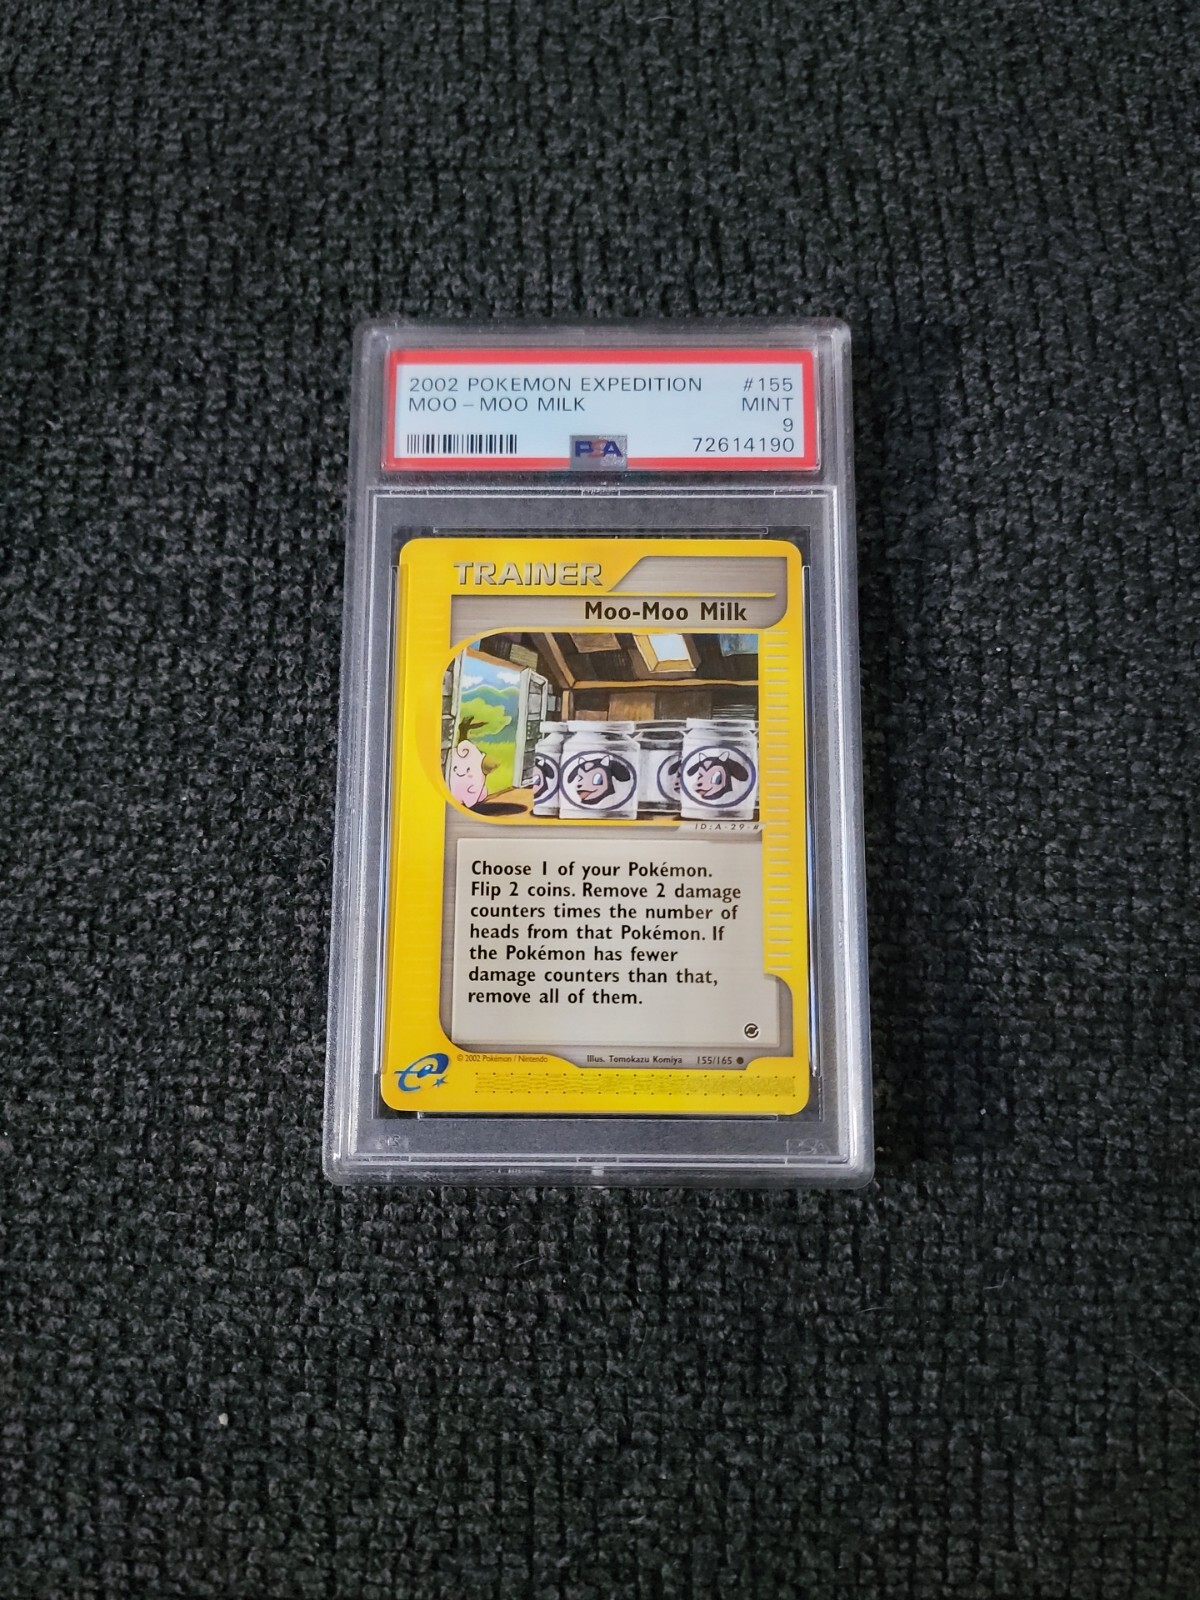 2002 POKEMON EXPEDITION #155
MOO - MOO MILK MINT
9
PSA 72614190
TRAINER
Moo-Moo Milk
ID:A-29-#
Choose 1 of your Pokémon.
Flip 2 coins. Remove 2 damage
counters times the number of
heads from that Pokémon. If
the Pokémon has fewer
damage counters than that,
remove all of them.
© 2002 Pokémon / Nintendo Illus. Tomokazu Komiya 155/165
e